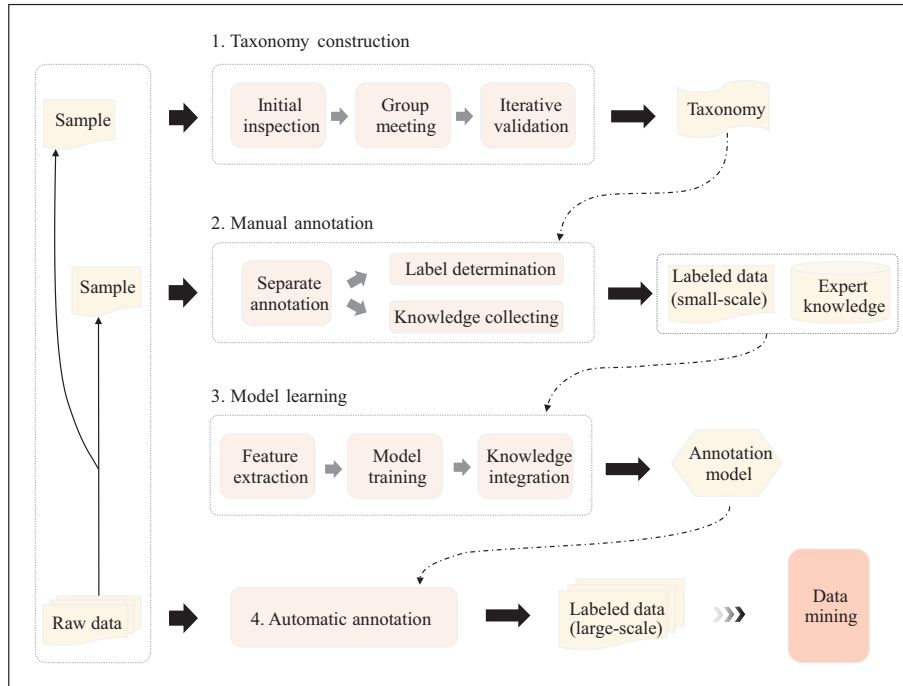 1. Taxonomy construction
Sample
Initial
inspection
Group
meeting
Iterative
validation
Taxonomy
2. Manual annotation
Sample
Separate
annotation
Label determination
Knowledge collecting
Labeled data
(small-scale)
Expert
knowledge
3. Model learning
Feature
extraction
Model
training
Knowledge
integration
Annotation
model
Raw data
4. Automatic annotation
Labeled data
(large-scale)
Data
mining